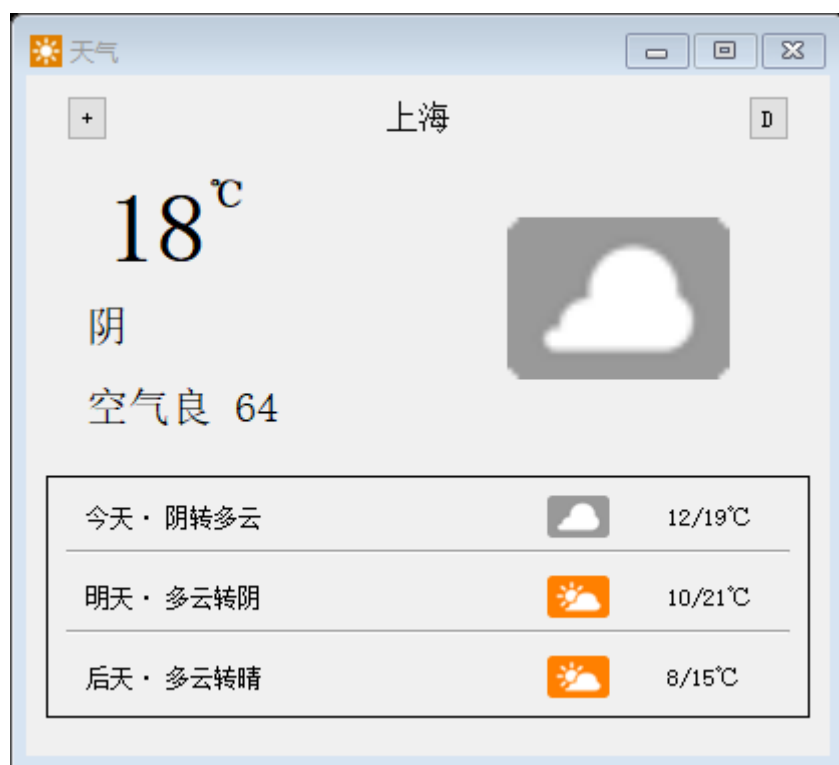 天气
+ 上海 D
18℃
阴
空气良 64
今天· 阴转多云 12/19℃
明天· 多云转阴 10/21℃
后天· 多云转晴 8/15℃